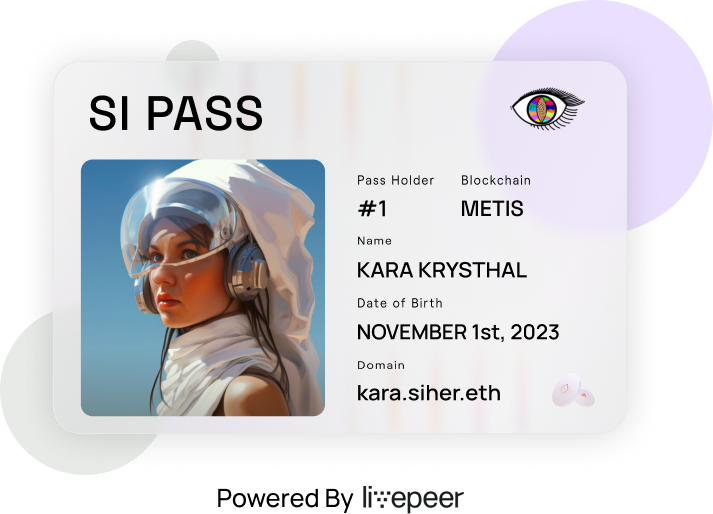 SI PASS
Pass Holder Blockchain
#1 METIS
Name
KARA KRYSTHAL
Date of Birth
NOVEMBER 1st, 2023
Domain
kara.siher.eth
Powered By livepeer